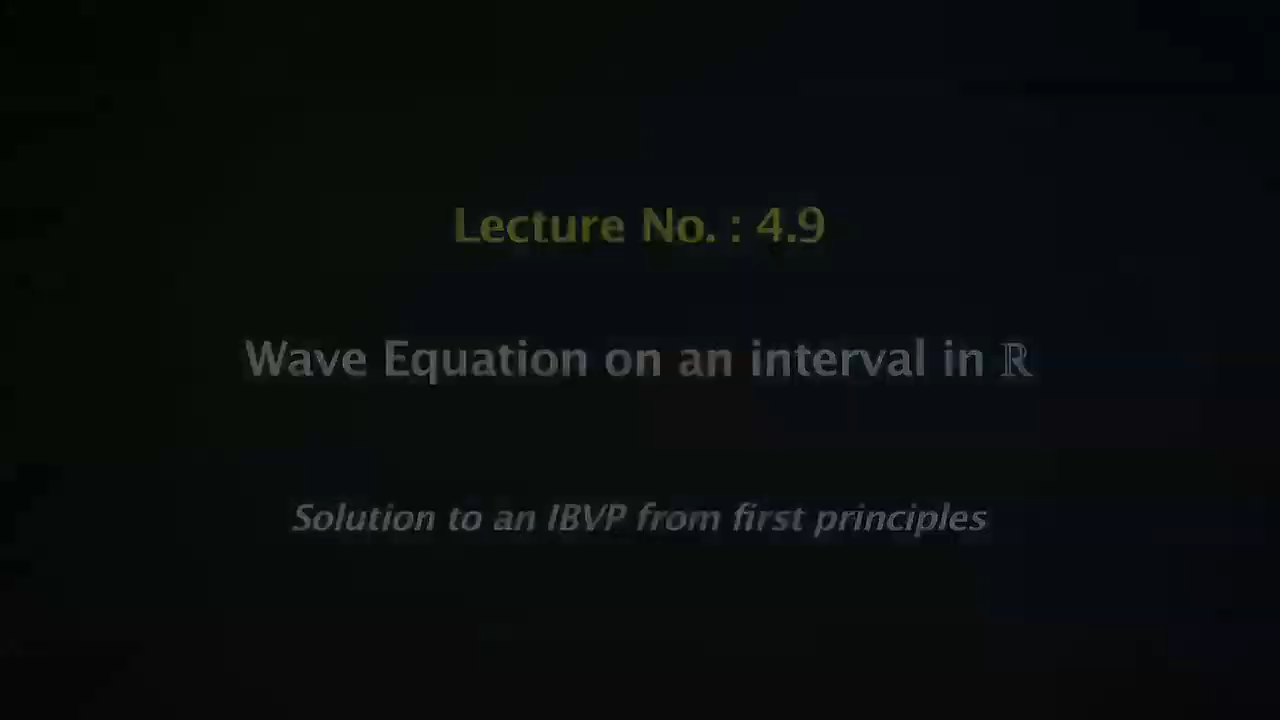 Lecture No. : 4.9
Wave Equation on an interval in ℝ
Solution to an IBVP from first principles